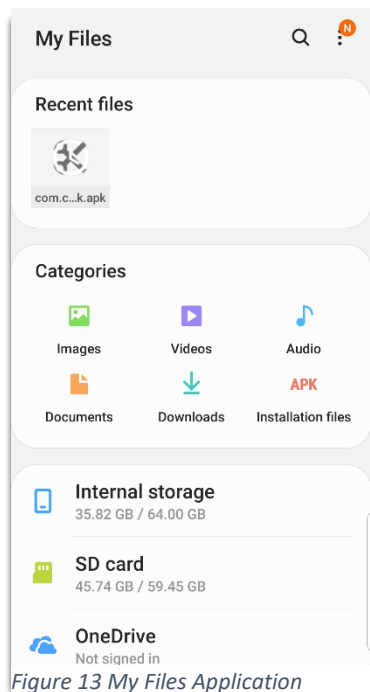 My Files
N
Recent files
com.c...k.apk
Categories
Images Videos Audio
APK
Documents Downloads Installation files
Internal storage
35.82 GB / 64.00 GB
SD card
45.74 GB / 59.45 GB
OneDrive
Not signed in
Figure 13 My Files Application